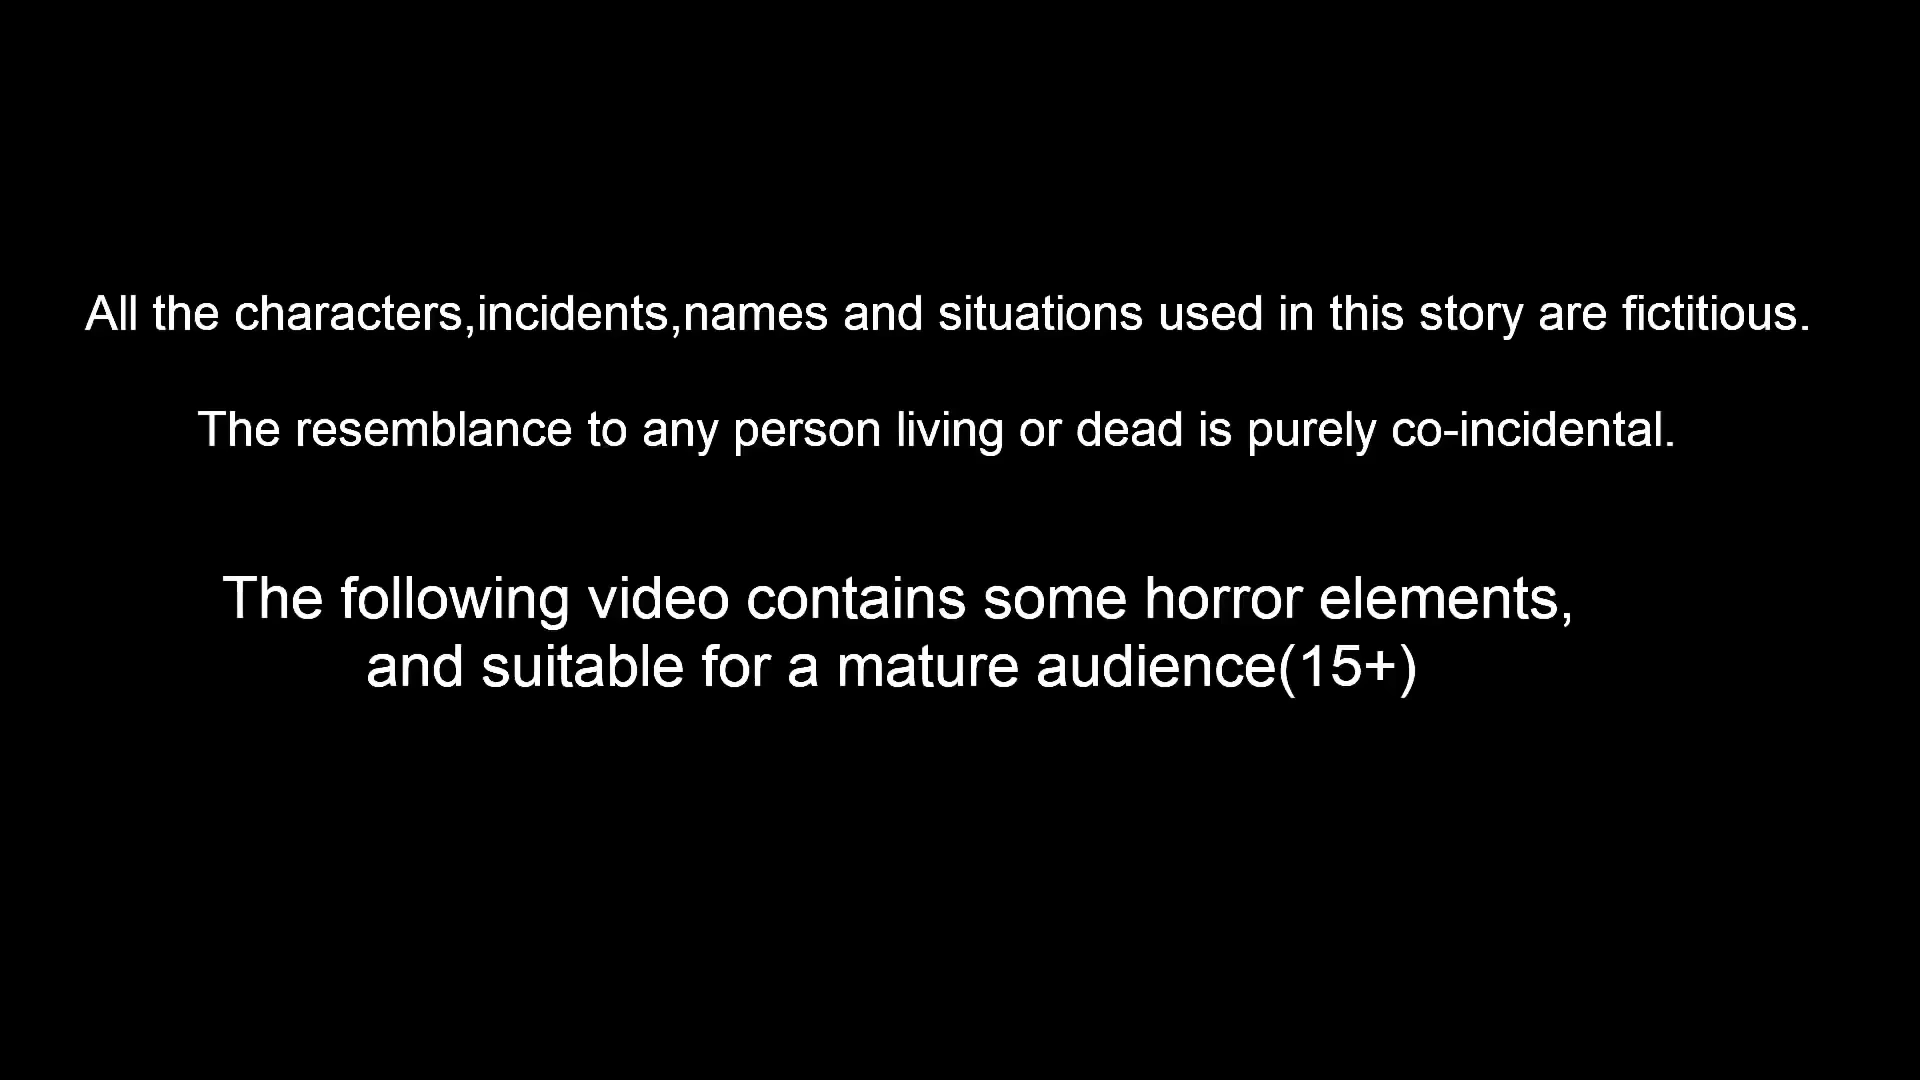 All the characters,incidents,names and situations used in this story are fictitious.
The resemblance to any person living or dead is purely co-incidental.
The following video contains some horror elements,
and suitable for a mature audience(15+)